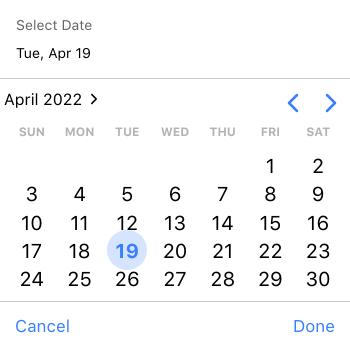 Select Date
Tue, Apr 19
April 2022
SUN MON TUE WED THU FRI SAT
1 2
3 4 5 6 7 8 9
10 11 12 13 14 15 16
17 18 19 20 21 22 23
24 25 26 27 28 29 30
Cancel Done